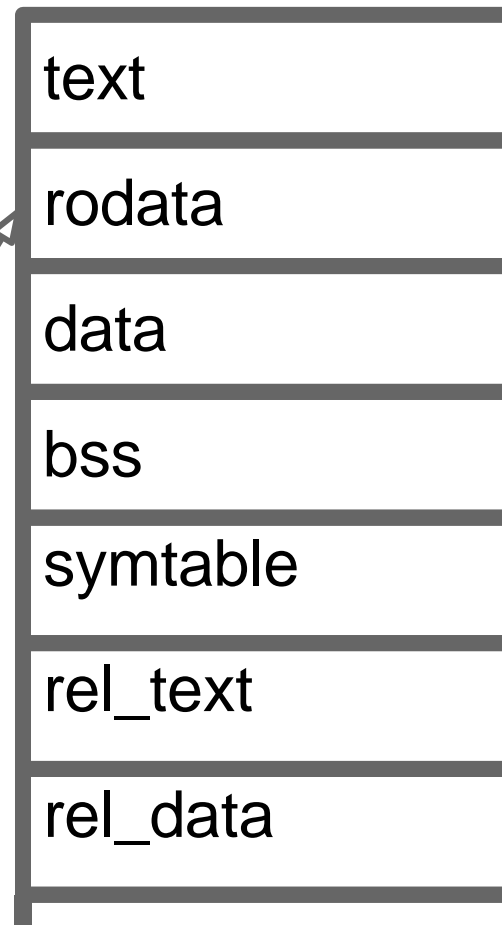 text
rodata
data
bss
symtable
rel_text
rel_data